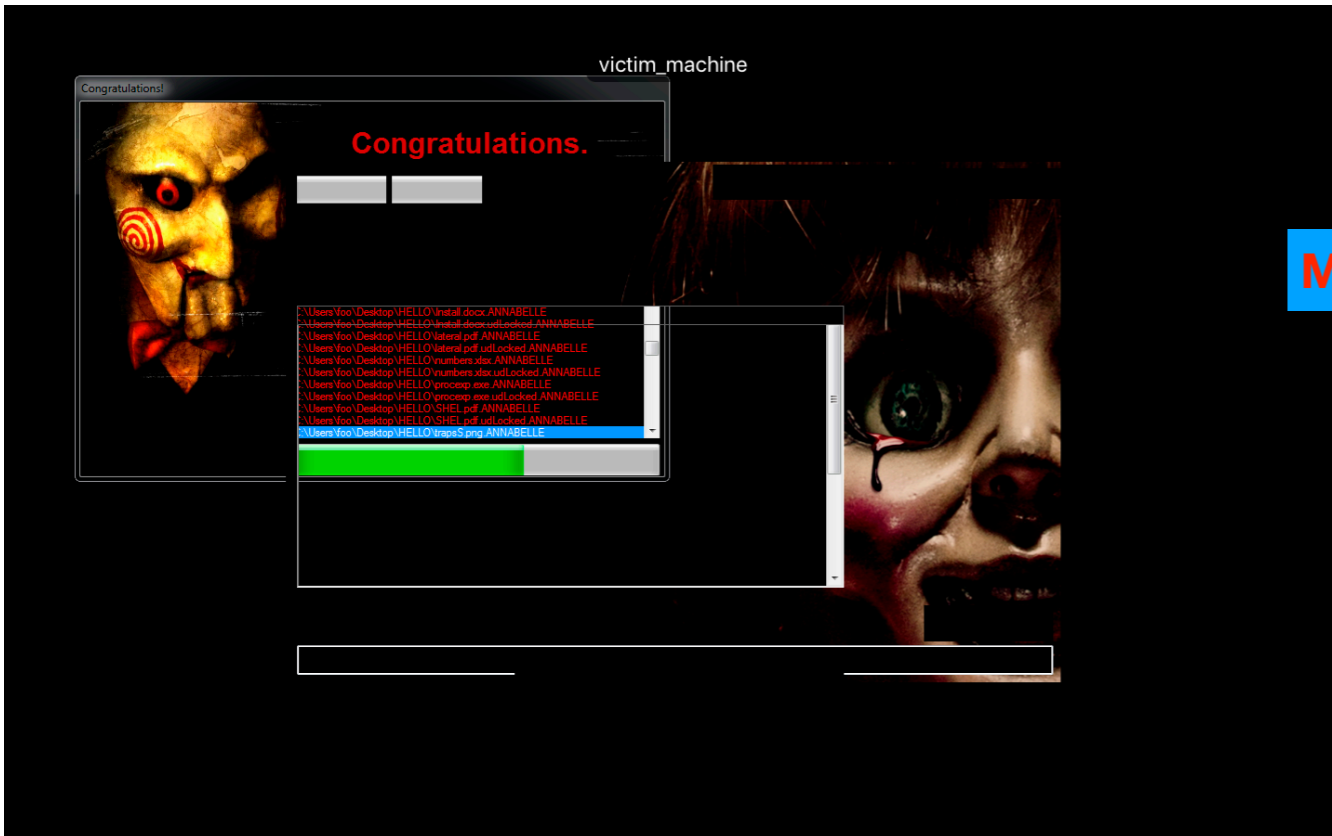 victim_machine
Congratulations!
Congratulations.
M
:\Users\foo\Desktop\HELLO\Install.docx.ANNABELLE
:\Users\foo\Desktop\HELLO\Install.docx.udLocked.ANNABELLE
:\Users\foo\Desktop\HELLO\lateral.pdf.ANNABELLE
:\Users\foo\Desktop\HELLO\lateral.pdf.udLocked.ANNABELLE
:\Users\foo\Desktop\HELLO\numbers.xlsx.ANNABELLE
:\Users\foo\Desktop\HELLO\numbers.xlsx.udLocked.ANNABELLE
:\Users\foo\Desktop\HELLO\procexp.exe.ANNABELLE
:\Users\foo\Desktop\HELLO\procexp.exe.udLocked.ANNABELLE
:\Users\foo\Desktop\HELLO\SHEL.pdf.ANNABELLE
:\Users\foo\Desktop\HELLO\SHEL.pdf.udLocked.ANNABELLE
:\Users\foo\Desktop\HELLO\trapsS.png.ANNABELLE